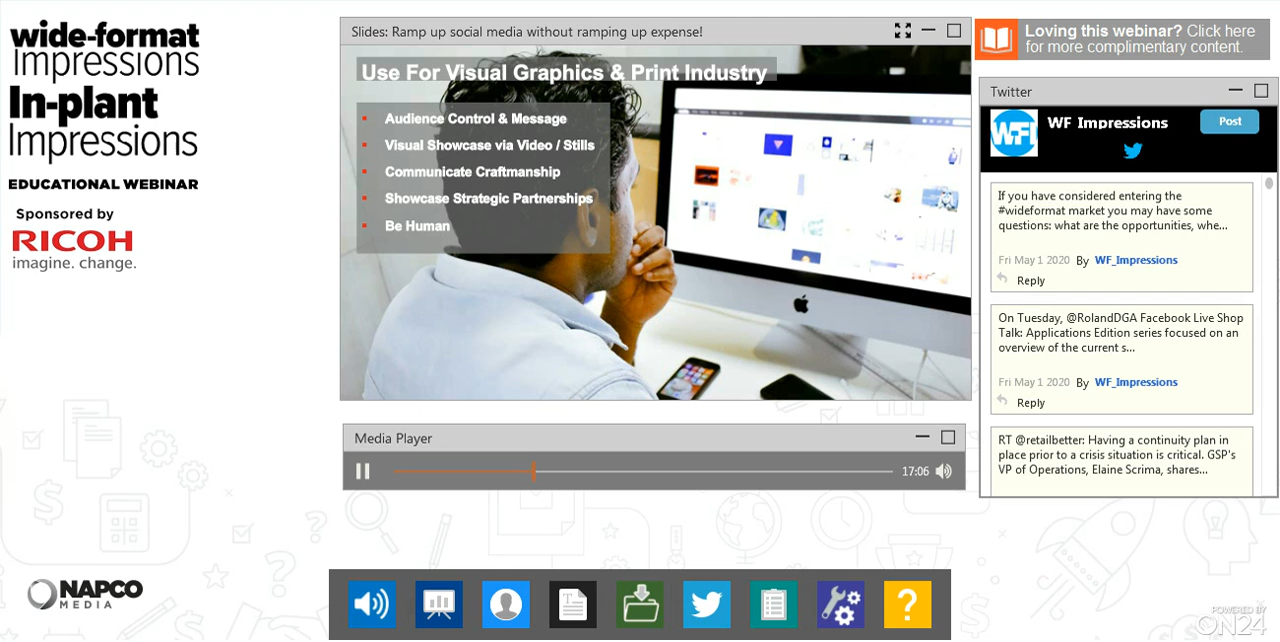 wide-format
Impressions
In-plant
Impressions
EDUCATIONAL WEBINAR
Sponsored by
RICOH
imagine. change.
Slides: Ramp up social media without ramping up expense!
Use For Visual Graphics & Print Industry
Audience Control & Message
Visual Showcase via Video / Stills
Communicate Craftmanship
Showcase Strategic Partnerships
Be Human
Media Player
17:06
Loving this webinar? Click here
for more complimentary content.
Twitter
WF!
WF Impressions
Post
If you have considered entering the
#wideformat market you may have some
questions: what are the opportunities, whe...
Fri May 1 2020 By WF_Impressions
Reply
On Tuesday, @RolandDGA Facebook Live Shop
Talk: Applications Edition series focused on an
overview of the current s...
Fri May 1 2020 By WF_Impressions
Reply
RT @retailbetter: Having a continuity plan in
place prior to a crisis situation is critical. GSP's
VP of Operations, Elaine Scrima, shares...
NAPCO
MEDIA
?
POWERED BY
ON24